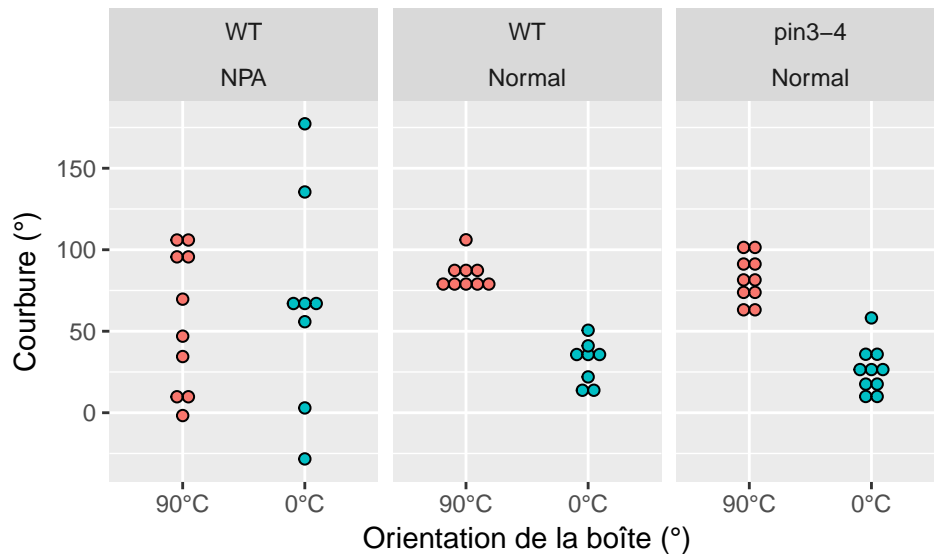 WT
NPA
WT
Normal
pin3−4
Normal
Courbure (°)
150
100
50
0
90°C
0°C
90°C
0°C
90°C
0°C
Orientation de la boîte (°)